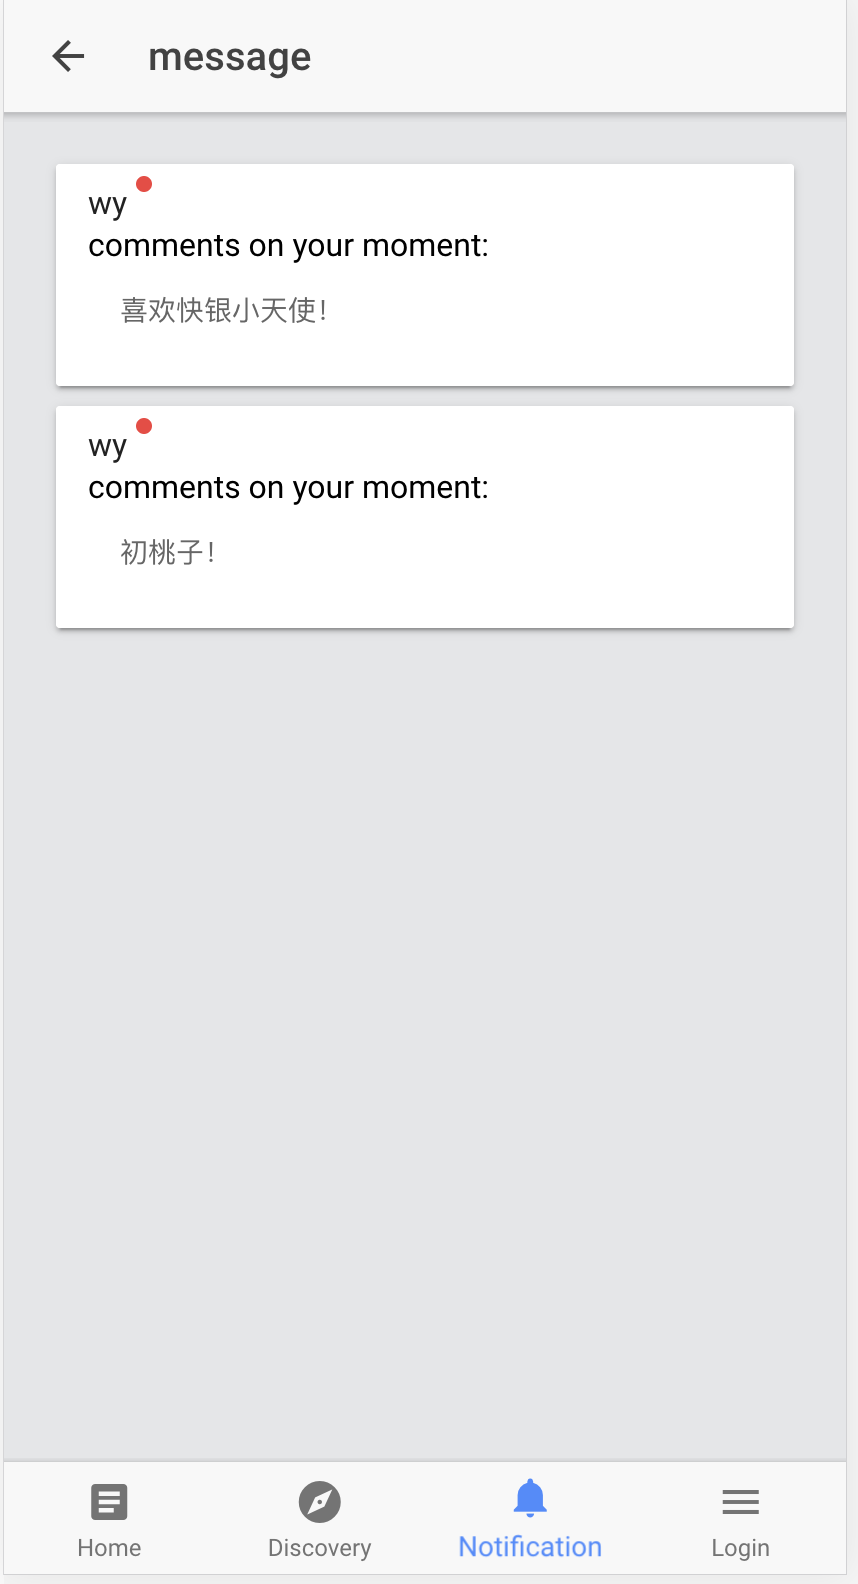 message
wy
comments on your moment:
喜欢快银小天使！
wy
comments on your moment:
初桃子！
Home
Discovery
Notification
Login